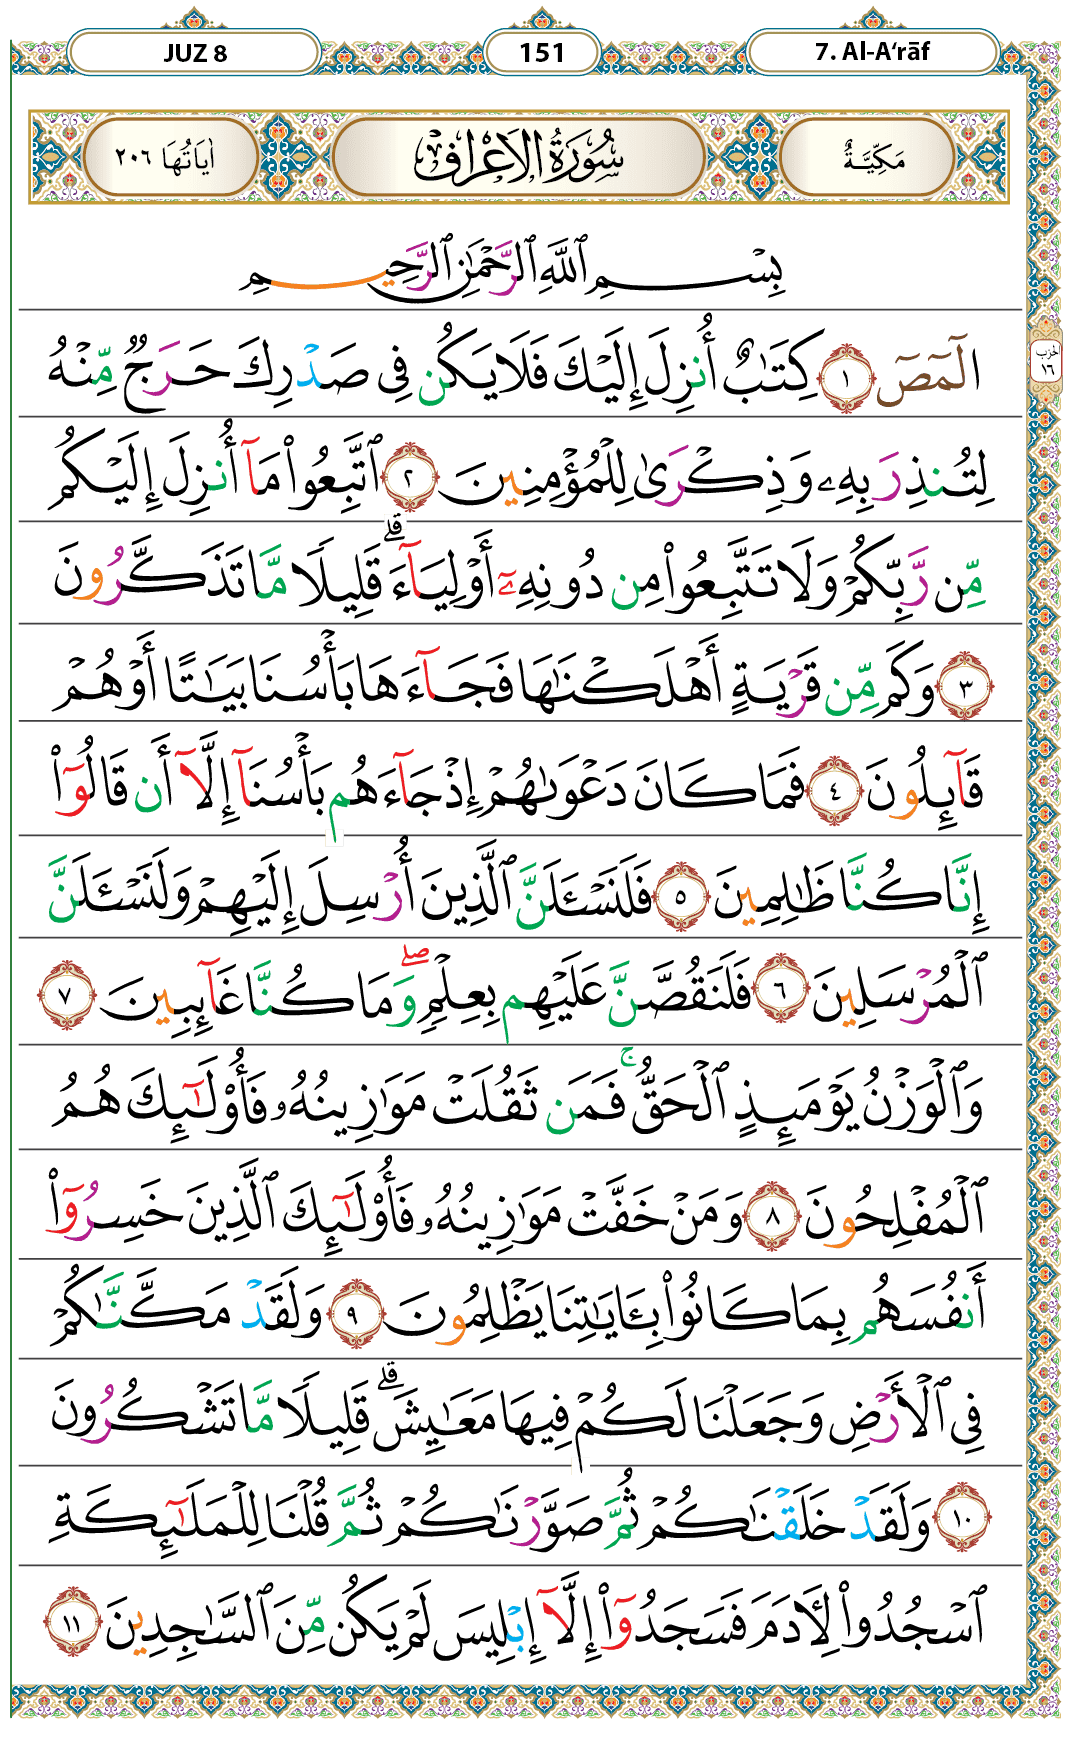 JUZ 8
151
7. Al-A‘rāf
مَكِّيَّةٌ
سُورَةُ الْاَعْرَافِ
اٰيَاتُهَا ٢٠٦
بِسْمِ ٱللَّهِ ٱلرَّحْمَٰنِ ٱلرَّحِيمِ
الٓمٓصٓ ١ كِتَٰبٌ أُنزِلَ إِلَيْكَ فَلَا يَكُن فِى صَدْرِكَ حَرَجٌ مِّنْهُ
لِتُنذِرَ بِهِۦ وَذِكْرَىٰ لِلْمُؤْمِنِينَ ٢ ٱتَّبِعُوا۟ مَآ أُنزِلَ إِلَيْكُم
مِّن رَّبِّكُمْ وَلَا تَتَّبِعُوا۟ مِن دُونِهِۦٓ أَوْلِيَآءَ ۗ قَلِيلًا مَّا تَذَكَّرُونَ
٣ وَكَم مِّن قَرْيَةٍ أَهْلَكْنَٰهَا فَجَآءَهَا بَأْسُنَا بَيَٰتًا أَوْ هُمْ
قَآئِلُونَ ٤ فَمَا كَانَ دَعْوَىٰهُمْ إِذْ جَآءَهُم بَأْسُنَآ إِلَّآ أَن قَالُوٓا۟
إِنَّا كُنَّا ظَٰلِمِينَ ٥ فَلَنَسْـَٔلَنَّ ٱلَّذِينَ أُرْسِلَ إِلَيْهِمْ وَلَنَسْـَٔلَنَّ
ٱلْمُرْسَلِينَ ٦ فَلَنَقُصَّنَّ عَلَيْهِم بِعِلْمٍ ۖ وَمَا كُنَّا غَآئِبِينَ ٧
وَٱلْوَزْنُ يَوْمَئِذٍ ٱلْحَقُّ ۚ فَمَن ثَقُلَتْ مَوَٰزِينُهُۥ فَأُو۟لَٰٓئِكَ هُمُ
ٱلْمُفْلِحُونَ ٨ وَمَنْ خَفَّتْ مَوَٰزِينُهُۥ فَأُو۟لَٰٓئِكَ ٱلَّذِينَ خَسِرُوٓا۟
أَنفُسَهُم بِمَا كَانُوا۟ بِـَٔايَٰتِنَا يَظْلِمُونَ ٩ وَلَقَدْ مَكَّنَّٰكُمْ
فِى ٱلْأَرْضِ وَجَعَلْنَا لَكُمْ فِيهَا مَعَٰيِشَ ۗ قَلِيلًا مَّا تَشْكُرُونَ
١٠ وَلَقَدْ خَلَقْنَٰكُمْ ثُمَّ صَوَّرْنَٰكُمْ ثُمَّ قُلْنَا لِلْمَلَٰٓئِكَةِ
ٱسْجُدُوا۟ لِـَٔادَمَ فَسَجَدُوٓا۟ إِلَّآ إِبْلِيسَ لَمْ يَكُن مِّنَ ٱلسَّٰجِدِينَ ١١
الحزب
١٦